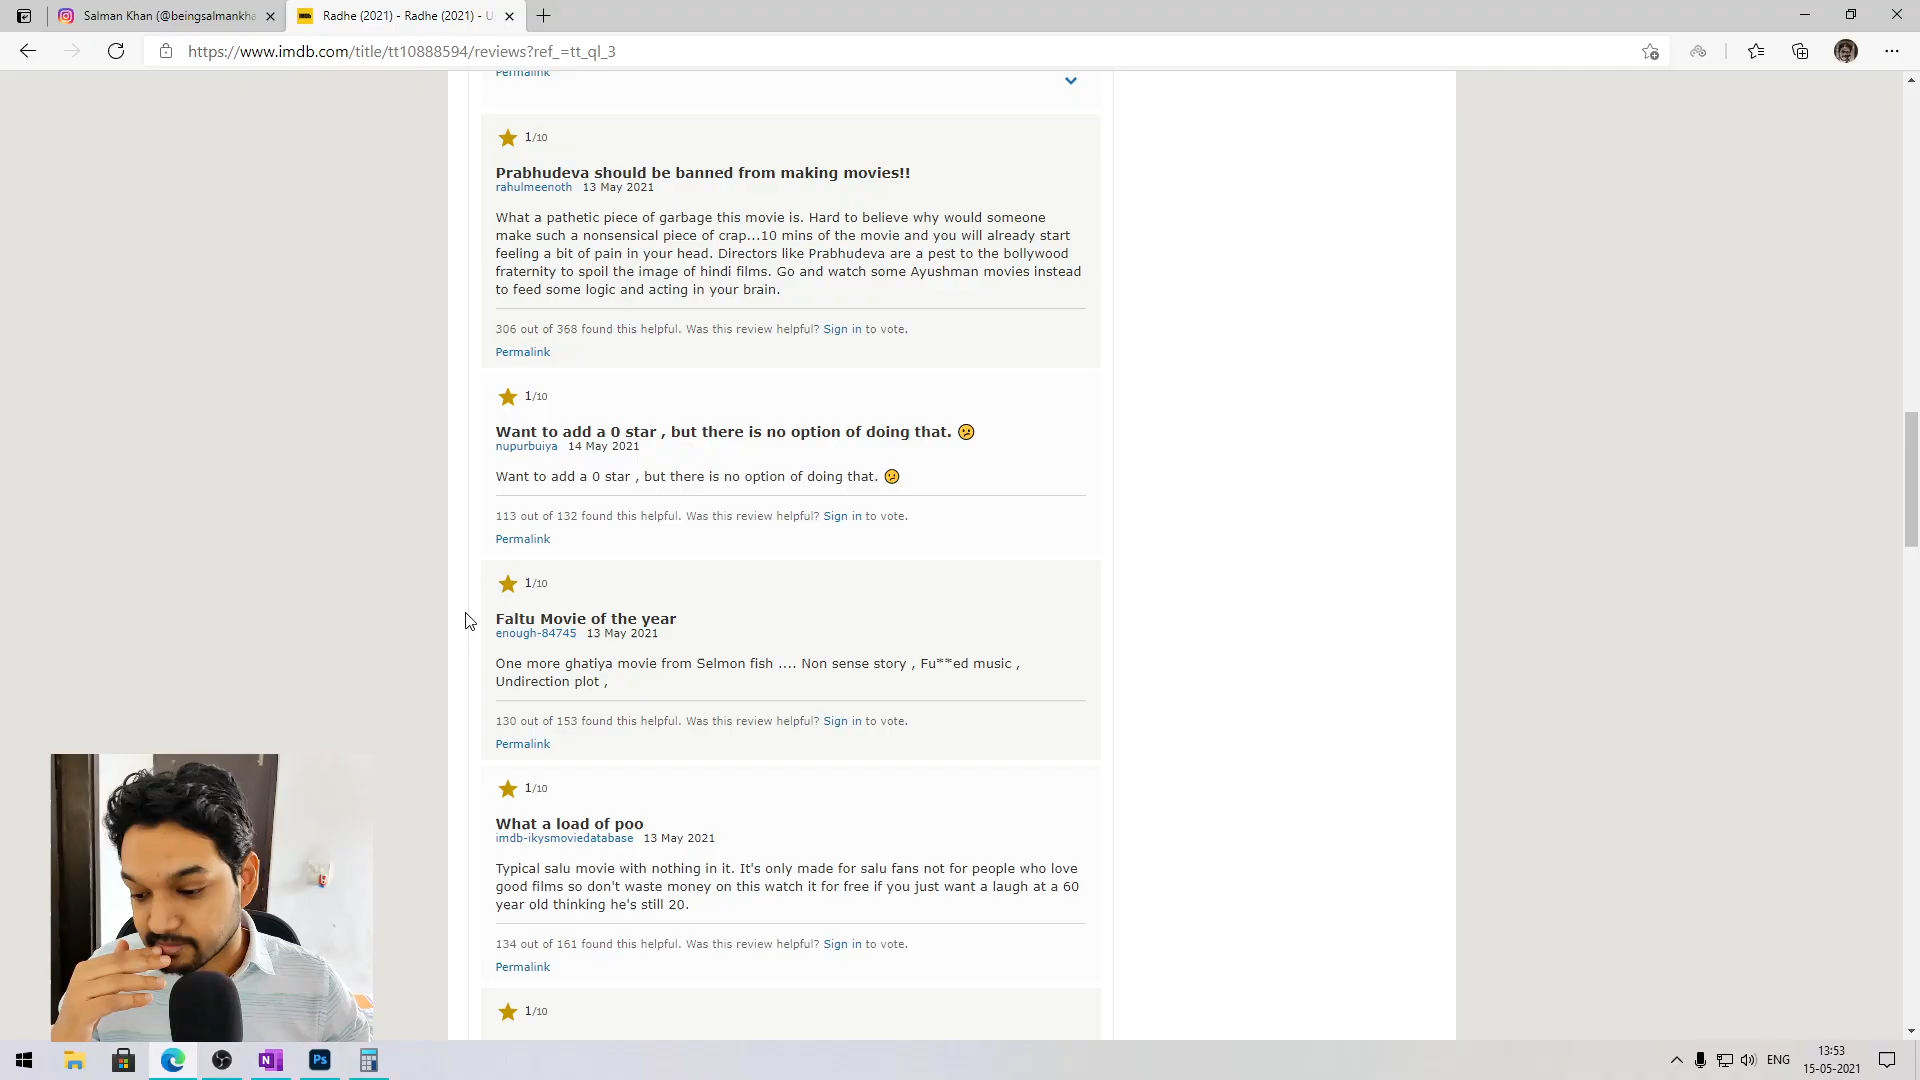 Salman Khan (@beingsalmankha
Radhe (2021) - Radhe (2021) - U
https://www.imdb.com/title/tt10888594/reviews?ref_=tt_ql_3
Permalink
1/10
Prabhudeva should be banned from making movies!!
rahulmeenoth 13 May 2021
What a pathetic piece of garbage this movie is. Hard to believe why would someone
make such a nonsensical piece of crap...10 mins of the movie and you will already start
feeling a bit of pain in your head. Directors like Prabhudeva are a pest to the bollywood
fraternity to spoil the image of hindi films. Go and watch some Ayushman movies instead
to feed some logic and acting in your brain.
306 out of 368 found this helpful. Was this review helpful? Sign in to vote.
Permalink
1/10
Want to add a 0 star , but there is no option of doing that. 😕
nupurbuiya 14 May 2021
Want to add a 0 star , but there is no option of doing that. 😕
113 out of 132 found this helpful. Was this review helpful? Sign in to vote.
Permalink
1/10
Faltu Movie of the year
enough-84745 13 May 2021
One more ghatiya movie from Selmon fish .... Non sense story , Fu**ed music ,
Undirection plot ,
130 out of 153 found this helpful. Was this review helpful? Sign in to vote.
Permalink
1/10
What a load of poo
imdb-ikysmoviedatabase 13 May 2021
Typical salu movie with nothing in it. It's only made for salu fans not for people who love
good films so don't waste money on this watch it for free if you just want a laugh at a 60
year old thinking he's still 20.
134 out of 161 found this helpful. Was this review helpful? Sign in to vote.
Permalink
1/10
ENG
13:53
15-05-2021